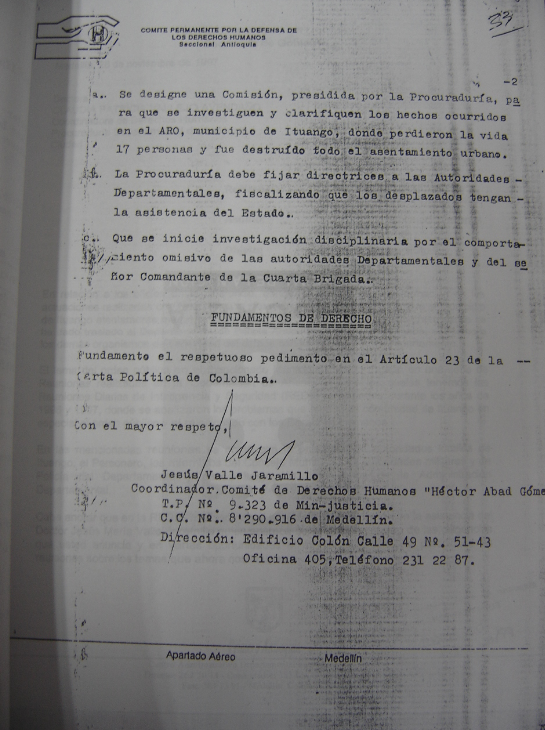 COMITE PERMANENTE POR LA DEFENSA DE
LOS DERECHOS HUMANOS
Seccional Antioquia
33
-2
a.. Se designe una Comisión, presidida por la Procuraduría, pa
ra que se investiguen y clarifiquen los hechos ocurridos
en el ARO, municipio de Ituango, donde perdieron la vida
17 personas y fue destruído todo el asentamiento urbano.
b. La Procuraduría debe fijar directrices a las Autoridades -
Departamentales, fiscalizando que los desplazados tengan -
la asistencia del Estado..
c.. Que se inicie investigación disciplinaria por el comporta-
miento omisivo de las autoridades Departamentales y del se
ñor Comandante de la Cuarta Brigada..
FUNDAMENTOS DE DERECHO.
Fundamento el respetuoso pedimento en el Artículo 23 de la --
Carta Política de Colombia..
Con el mayor respeto,
Jesús Valle Jaramillo
Coordinador.Comité de Derechos Humanos "Héctor Abad Góme
T.P. Nº. 9.323 de Min-justicia.
C.C. Nº. 8'290.916 de Medellín.
Dirección: Edificio Colón Calle 49 Nº. 51-43
Oficina 405,Teléfono 231 22 87.
Apartado Aéreo Medellín